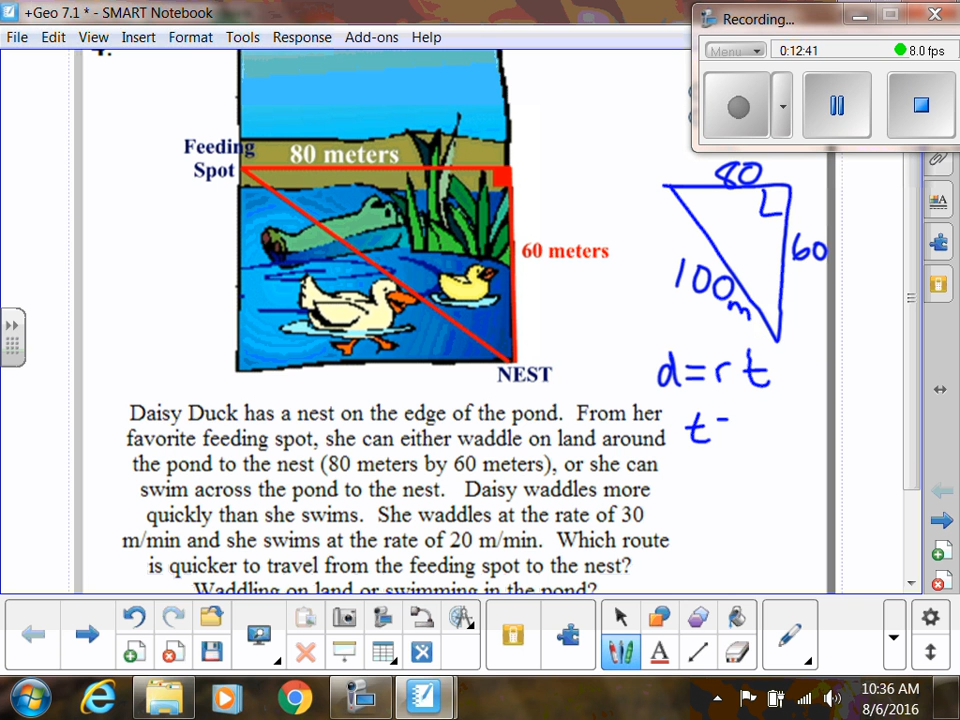 +Geo 7.1 * - SMART Notebook
File Edit View Insert Format Tools Response Add-ons Help
Recording...
Menu
0:12:41
8.0 fps
4.
Feeding
Spot
80 meters
60 meters
NEST
80
60
100m
d=rt
t=
Daisy Duck has a nest on the edge of the pond. From her
favorite feeding spot, she can either waddle on land around
the pond to the nest (80 meters by 60 meters), or she can
swim across the pond to the nest. Daisy waddles more
quickly than she swims. She waddles at the rate of 30
m/min and she swims at the rate of 20 m/min. Which route
is quicker to travel from the feeding spot to the nest?
Waddling on land or swimming in the pond?
10:36 AM
8/6/2016